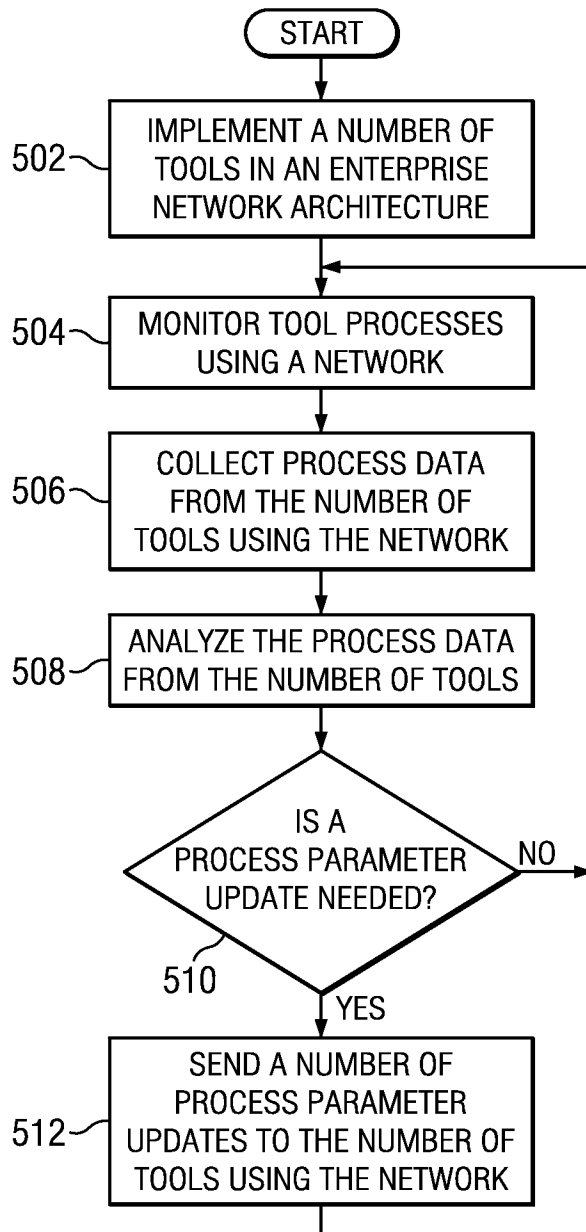 START
502
IMPLEMENT A NUMBER OF
TOOLS IN AN ENTERPRISE
NETWORK ARCHITECTURE
504
MONITOR TOOL PROCESSES
USING A NETWORK
506
COLLECT PROCESS DATA
FROM THE NUMBER OF
TOOLS USING THE NETWORK
508
ANALYZE THE PROCESS DATA
FROM THE NUMBER OF TOOLS
IS A
PROCESS PARAMETER
UPDATE NEEDED?
NO
510
YES
512
SEND A NUMBER OF
PROCESS PARAMETER
UPDATES TO THE NUMBER OF
TOOLS USING THE NETWORK